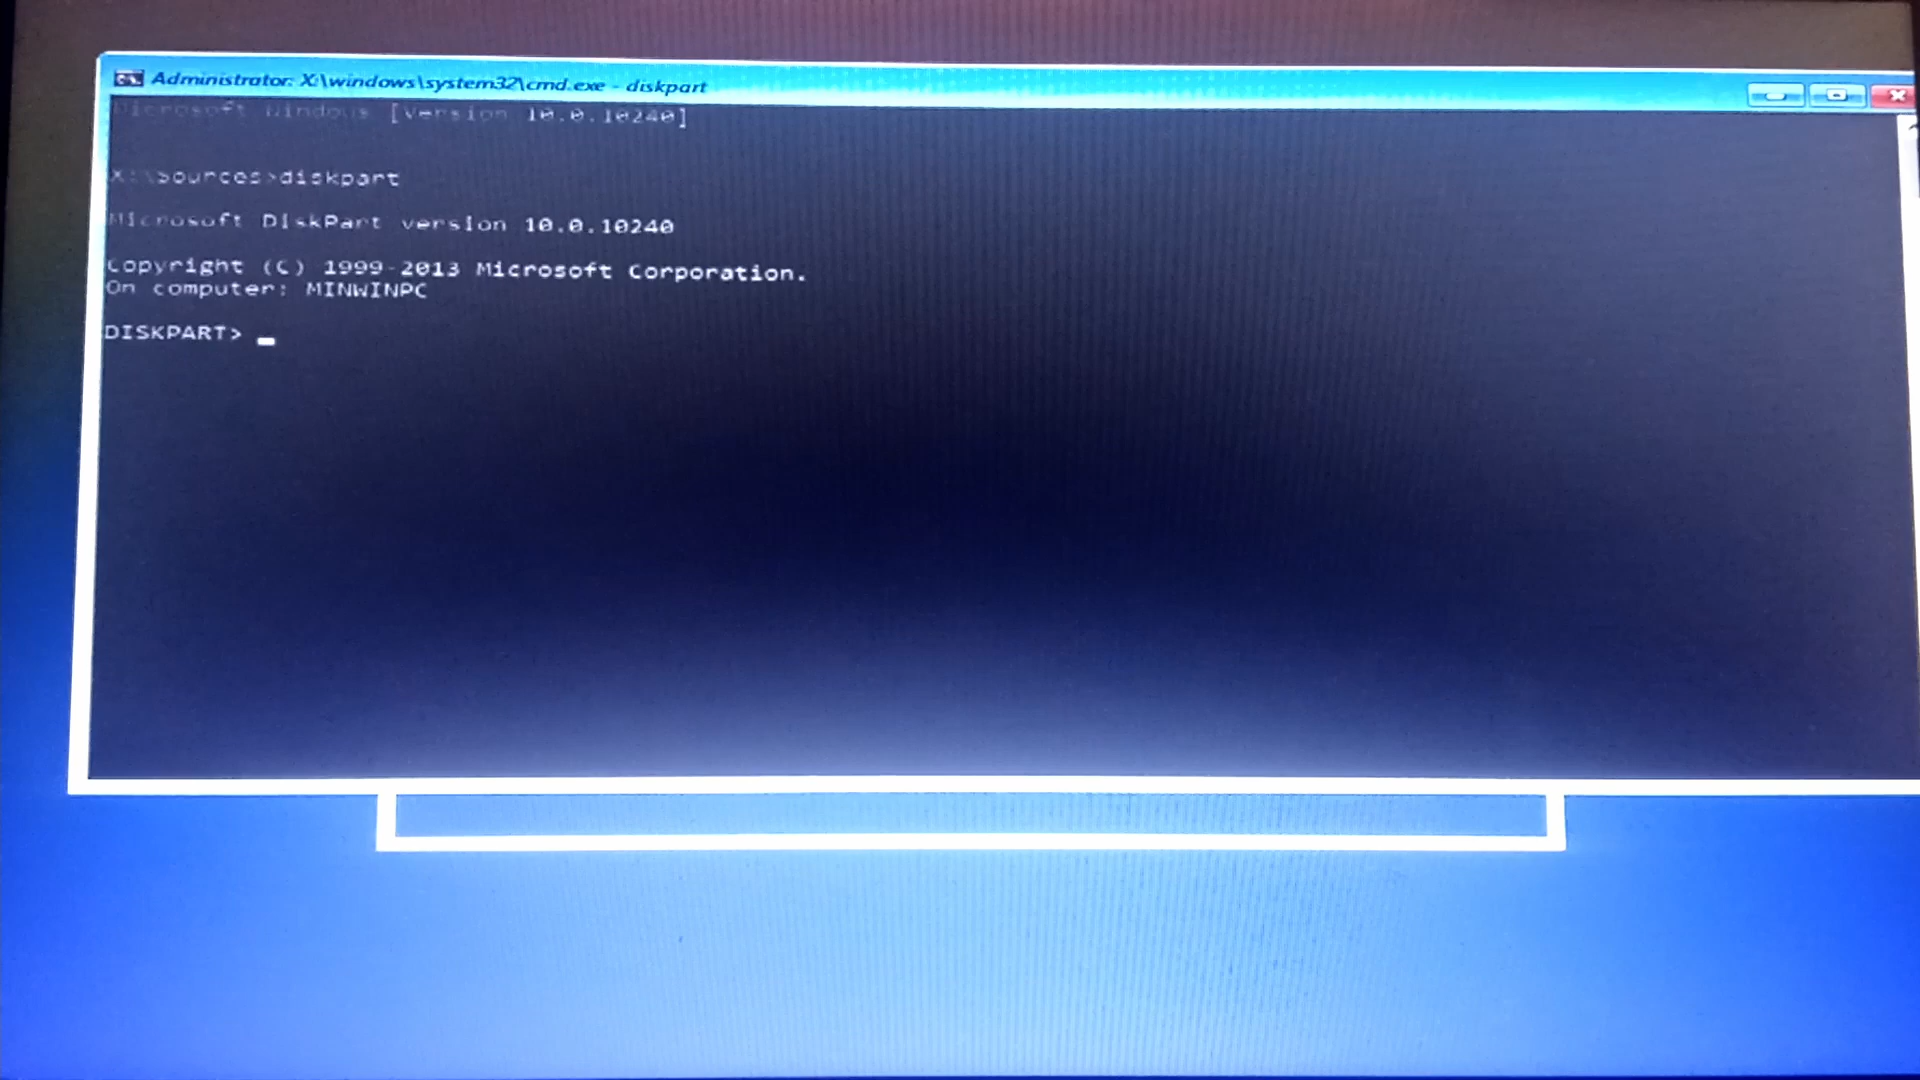 Administrator: X:\windows\system32\cmd.exe - diskpart
Microsoft Windows [Version 10.0.10240]
X:\Sources>diskpart
Microsoft DiskPart version 10.0.10240
Copyright (C) 1999-2013 Microsoft Corporation.
On computer: MINWINPC
DISKPART>